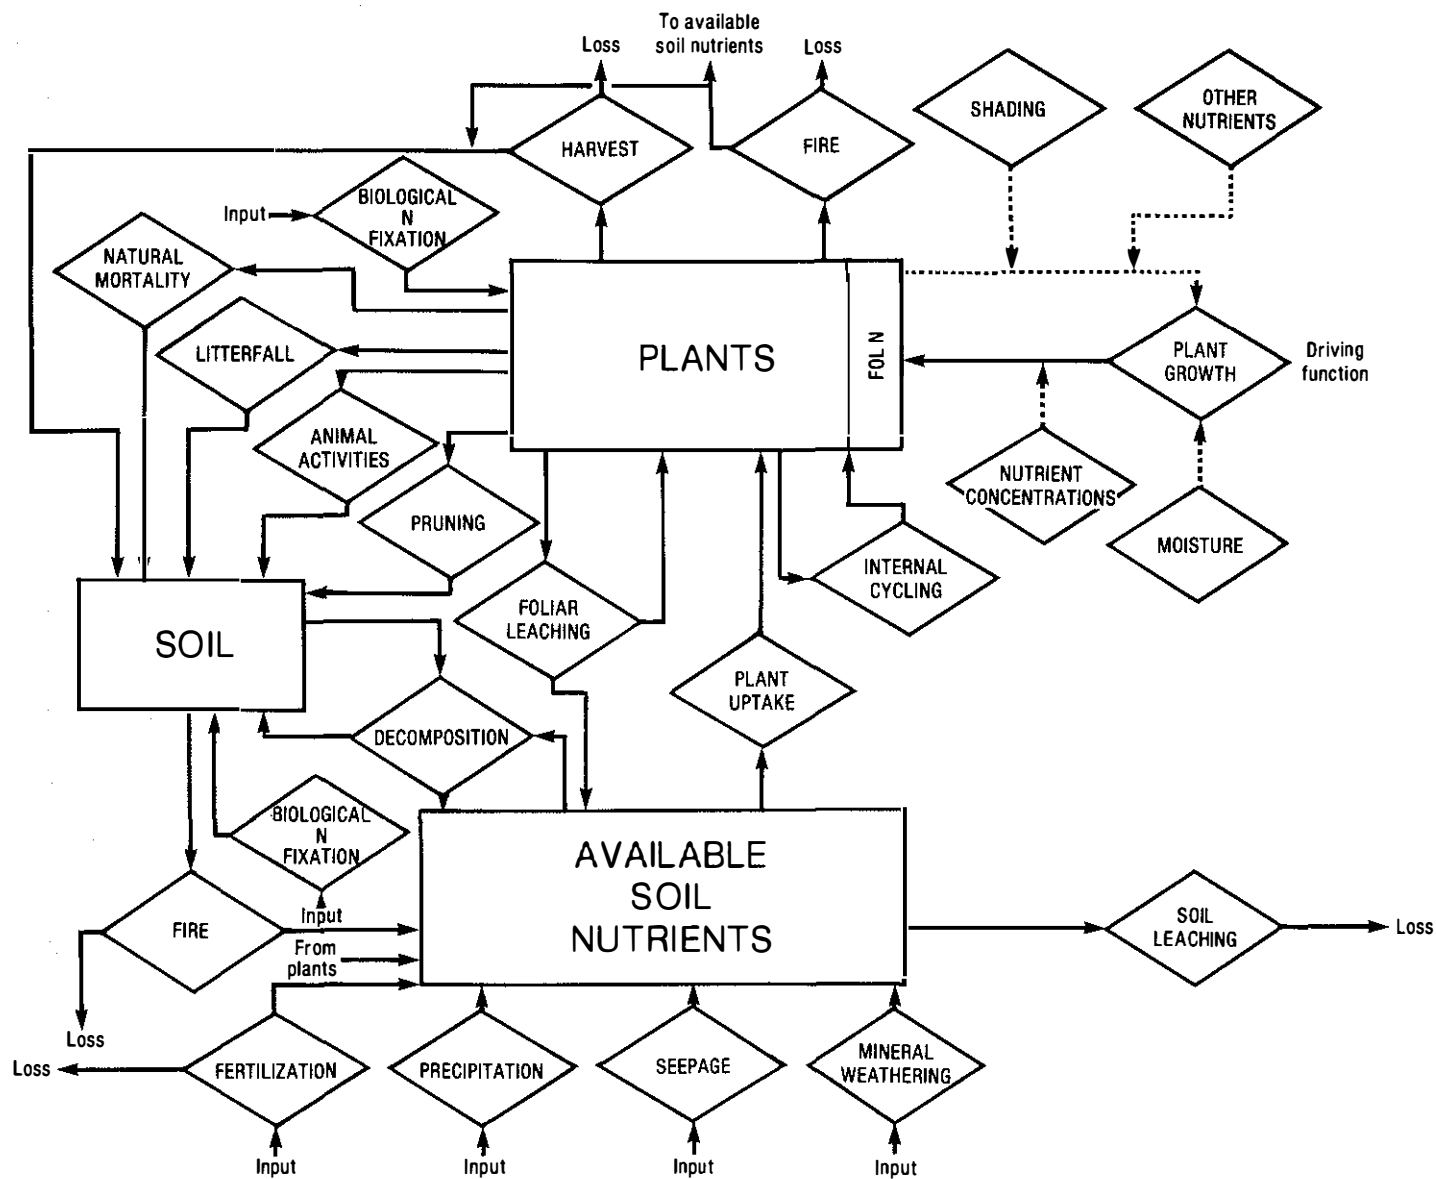 To available
soil nutrients
Loss
Loss
SHADING
OTHER
NUTRIENTS
HARVEST
FIRE
Input
BIOLOGICAL
N
FIXATION
NATURAL
MORTALITY
LITTERFALL
PLANTS
FOL N
PLANT
GROWTH
Driving
function
ANIMAL
ACTIVITIES
NUTRIENT
CONCENTRATIONS
PRUNING
MOISTURE
INTERNAL
CYCLING
FOLIAR
LEACHING
SOIL
PLANT
UPTAKE
DECOMPOSITION
BIOLOGICAL
N
FIXATION
AVAILABLE
SOIL
NUTRIENTS
FIRE
Input
From
plants
SOIL
LEACHING
Loss
Loss
Loss
FERTILIZATION
PRECIPITATION
SEEPAGE
MINERAL
WEATHERING
Input
Input
Input
Input